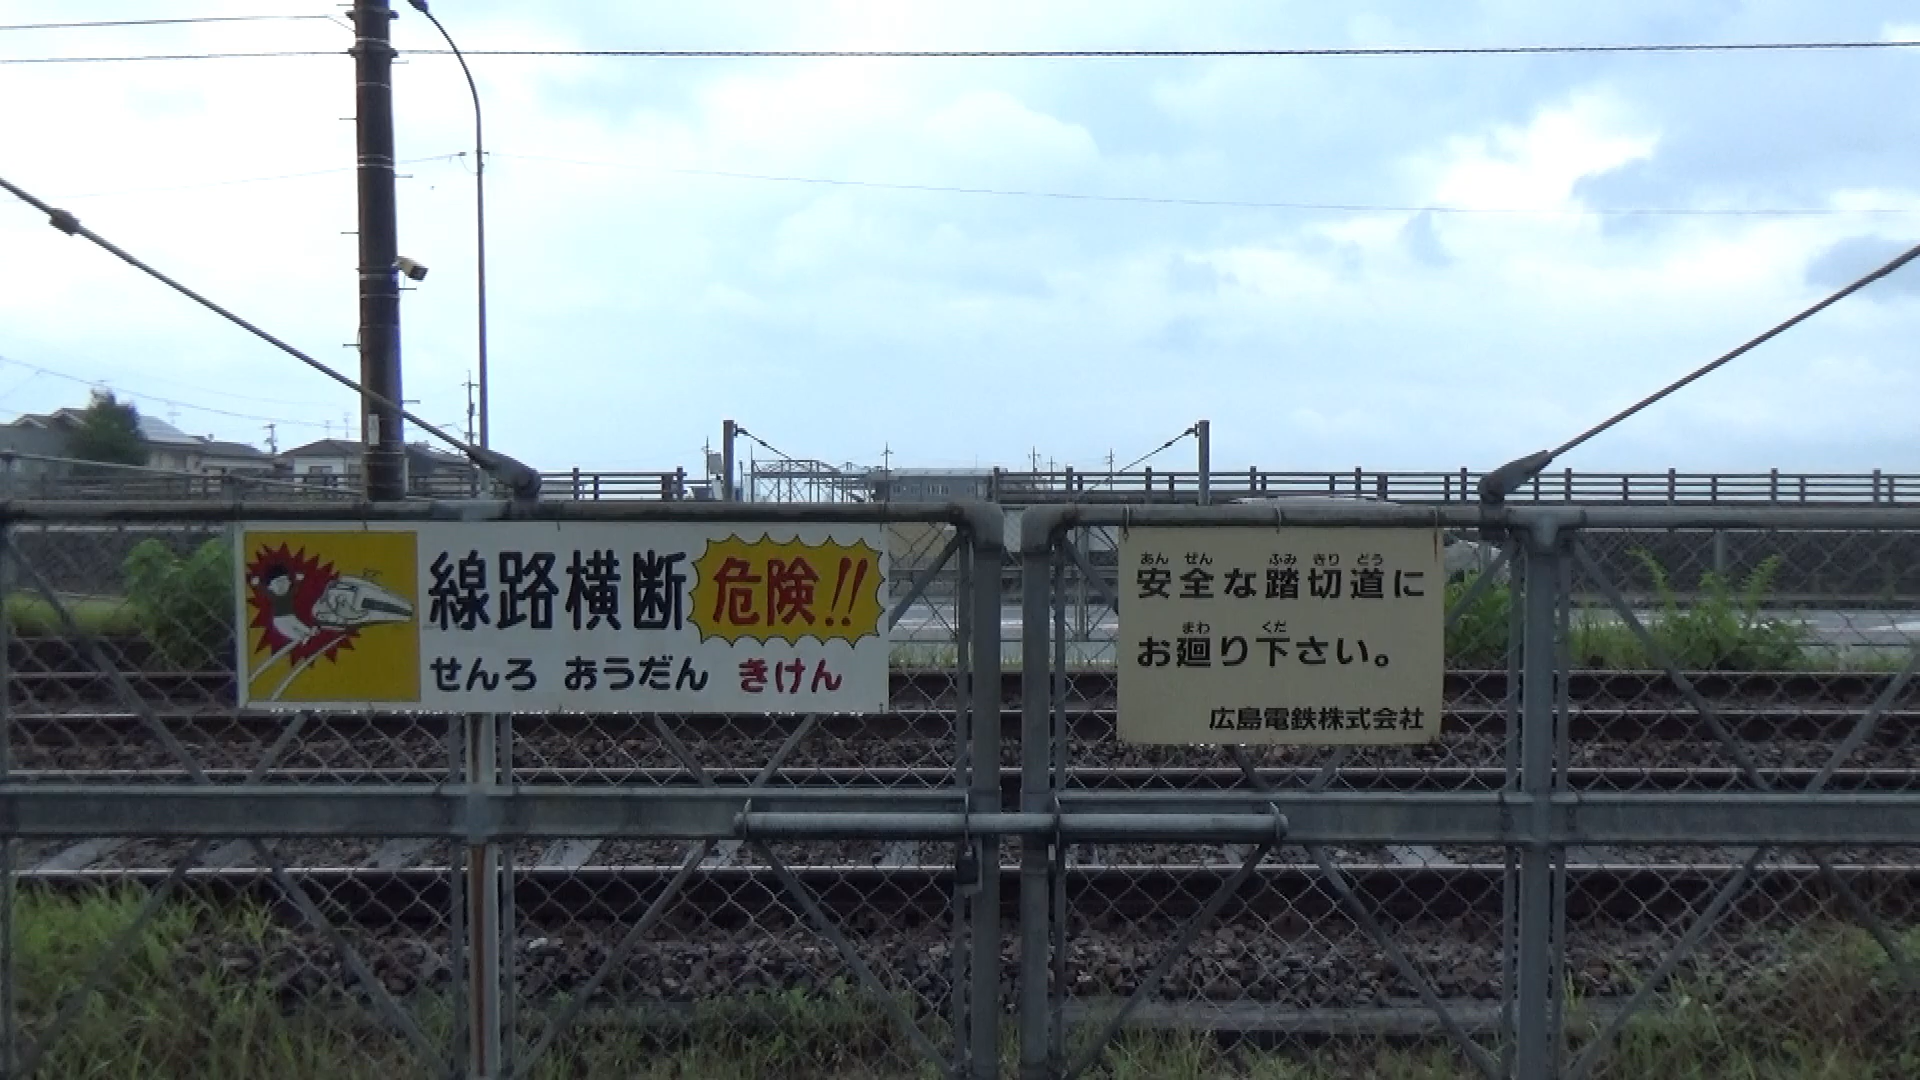 線路横断 危険!!
せんろ おうだん きけん
あん ぜん ふみ きり どう
安全な踏切道に
まわ くだ
お廻り下さい。
広島電鉄株式会社